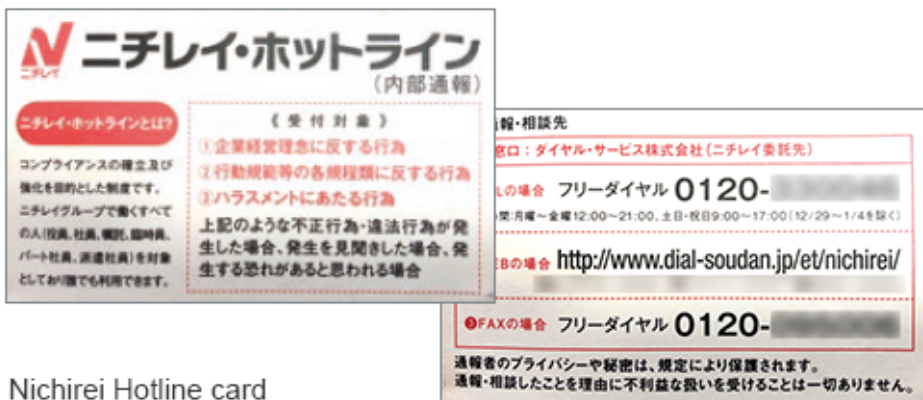 ニチレイ
ニチレイ・ホットライン
(内部通報)
ニチレイ・ホットラインとは?
コンプライアンスの確立及び
強化を目的とした制度です。
ニチレイグループで働くすべて
の人(役員、社員、嘱託、臨時員、
パート社員、派遣社員)を対象
としており誰でも利用できます。
《受付対象》
①企業経営理念に反する行為
②行動規範等の各規程類に反する行為
③ハラスメントにあたる行為
上記のような不正行為・違法行為が発
生した場合、発生を見聞きした場合、発
生する恐れがあると思われる場合
報・相談先
窓口:ダイヤル・サービス株式会社(ニチレイ委託先)
Lの場合 フリーダイヤル 0120-
間:月曜~金曜12:00~21:00、土日・祝日9:00~17:00(12/29~1/4を除く)
EBの場合 http://www.dial-soudan.jp/et/nichirei/
❸FAXの場合 フリーダイヤル 0120-
通報者のプライバシーや秘密は、規定により保護されます。
通報・相談したことを理由に不利益な扱いを受けることは一切ありません。
Nichirei Hotline card